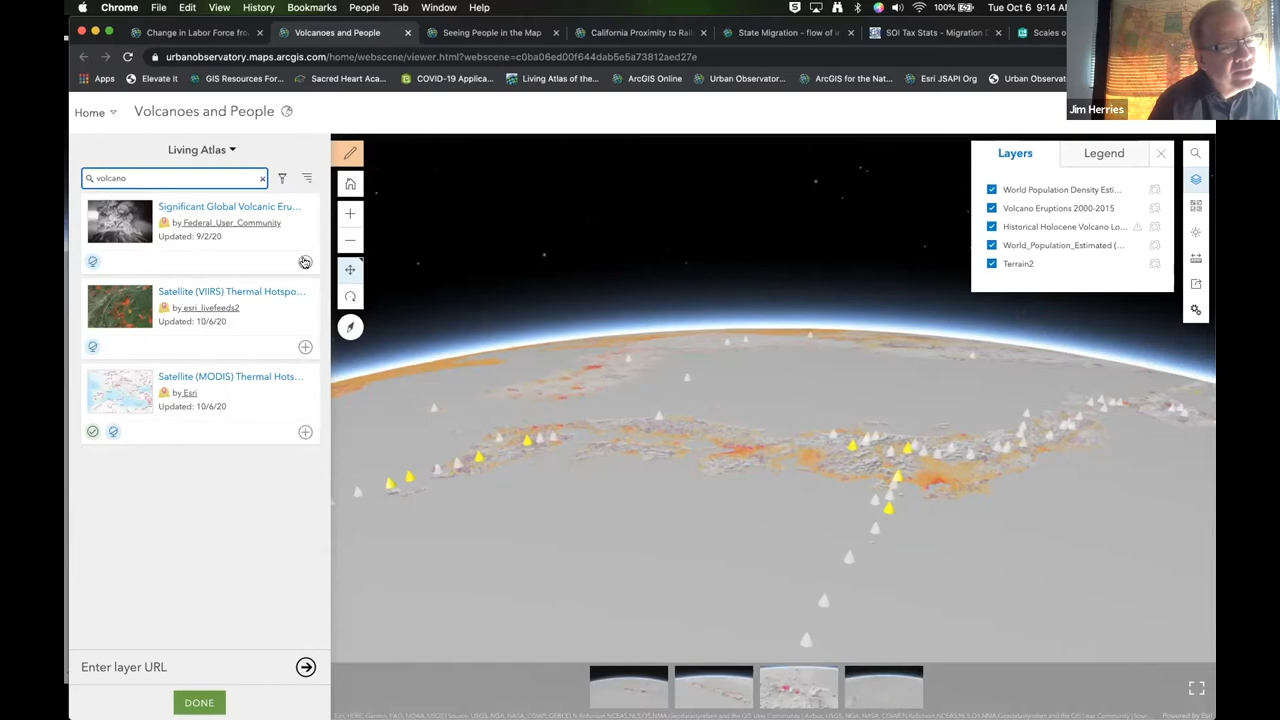 Chrome File Edit View History Bookmarks People Tab Window Help
100% Tue Oct 6 9:14 A
Change in Labor Force from
Volcanoes and People
Seeing People in the Map
California Proximity to Rail
State Migration - flow of i
SOI Tax Stats - Migration D
Scales o
urbanobservatory.maps.arcgis.com/home/webscene/viewer.html?webscene=c0ba06ed00f644dab5e5a73812aed27e
Apps
Elevate It
GIS Resources For...
Sacred Heart Aca...
COVID-19 Applica...
Living Atlas of the...
ArcGIS Online
Urban Observator...
ArcGIS for the Net...
Esri JSAPI Org
Urban Observat
Jim Herries
Home
Volcanoes and People
Living Atlas
volcano
Significant Global Volcanic Eru...
by Federal_User_Community
Updated: 9/2/20
Satellite (VIIRS) Thermal Hotspo...
by esri_livefeeds2
Updated: 10/6/20
Satellite (MODIS) Thermal Hots...
by Esri
Updated: 10/6/20
Enter layer URL
DONE
Layers
Legend
World Population Density Esti...
Volcano Eruptions 2000-2015
Historical Holocene Volcano Lo...
World_Population_Estimated (...
Terrain2